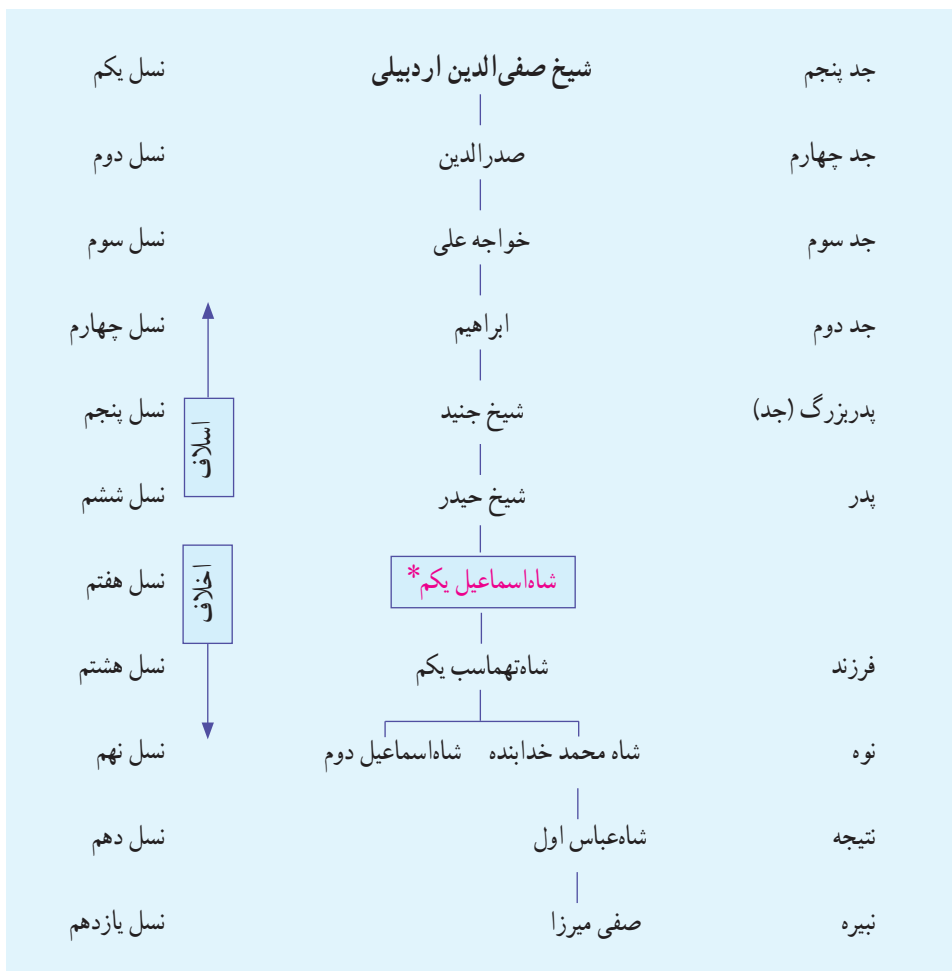 جد پنجم شیخ صفی‌الدین اردبیلی نسل یکم
جد چهارم صدرالدین نسل دوم
جد سوم خواجه علی نسل سوم
جد دوم ابراهیم نسل چهارم
پدربزرگ (جد) شیخ جنید نسل پنجم
اسلاف
پدر شیخ حیدر نسل ششم
شاه‌اسماعیل یکم* نسل هفتم
اخلاف
فرزند شاه‌تهماسب یکم نسل هشتم
نوه شاه محمد خدابنده شاه‌اسماعیل دوم نسل نهم
نتیجه شاه‌عباس اول نسل دهم
نبیره صفی میرزا نسل یازدهم